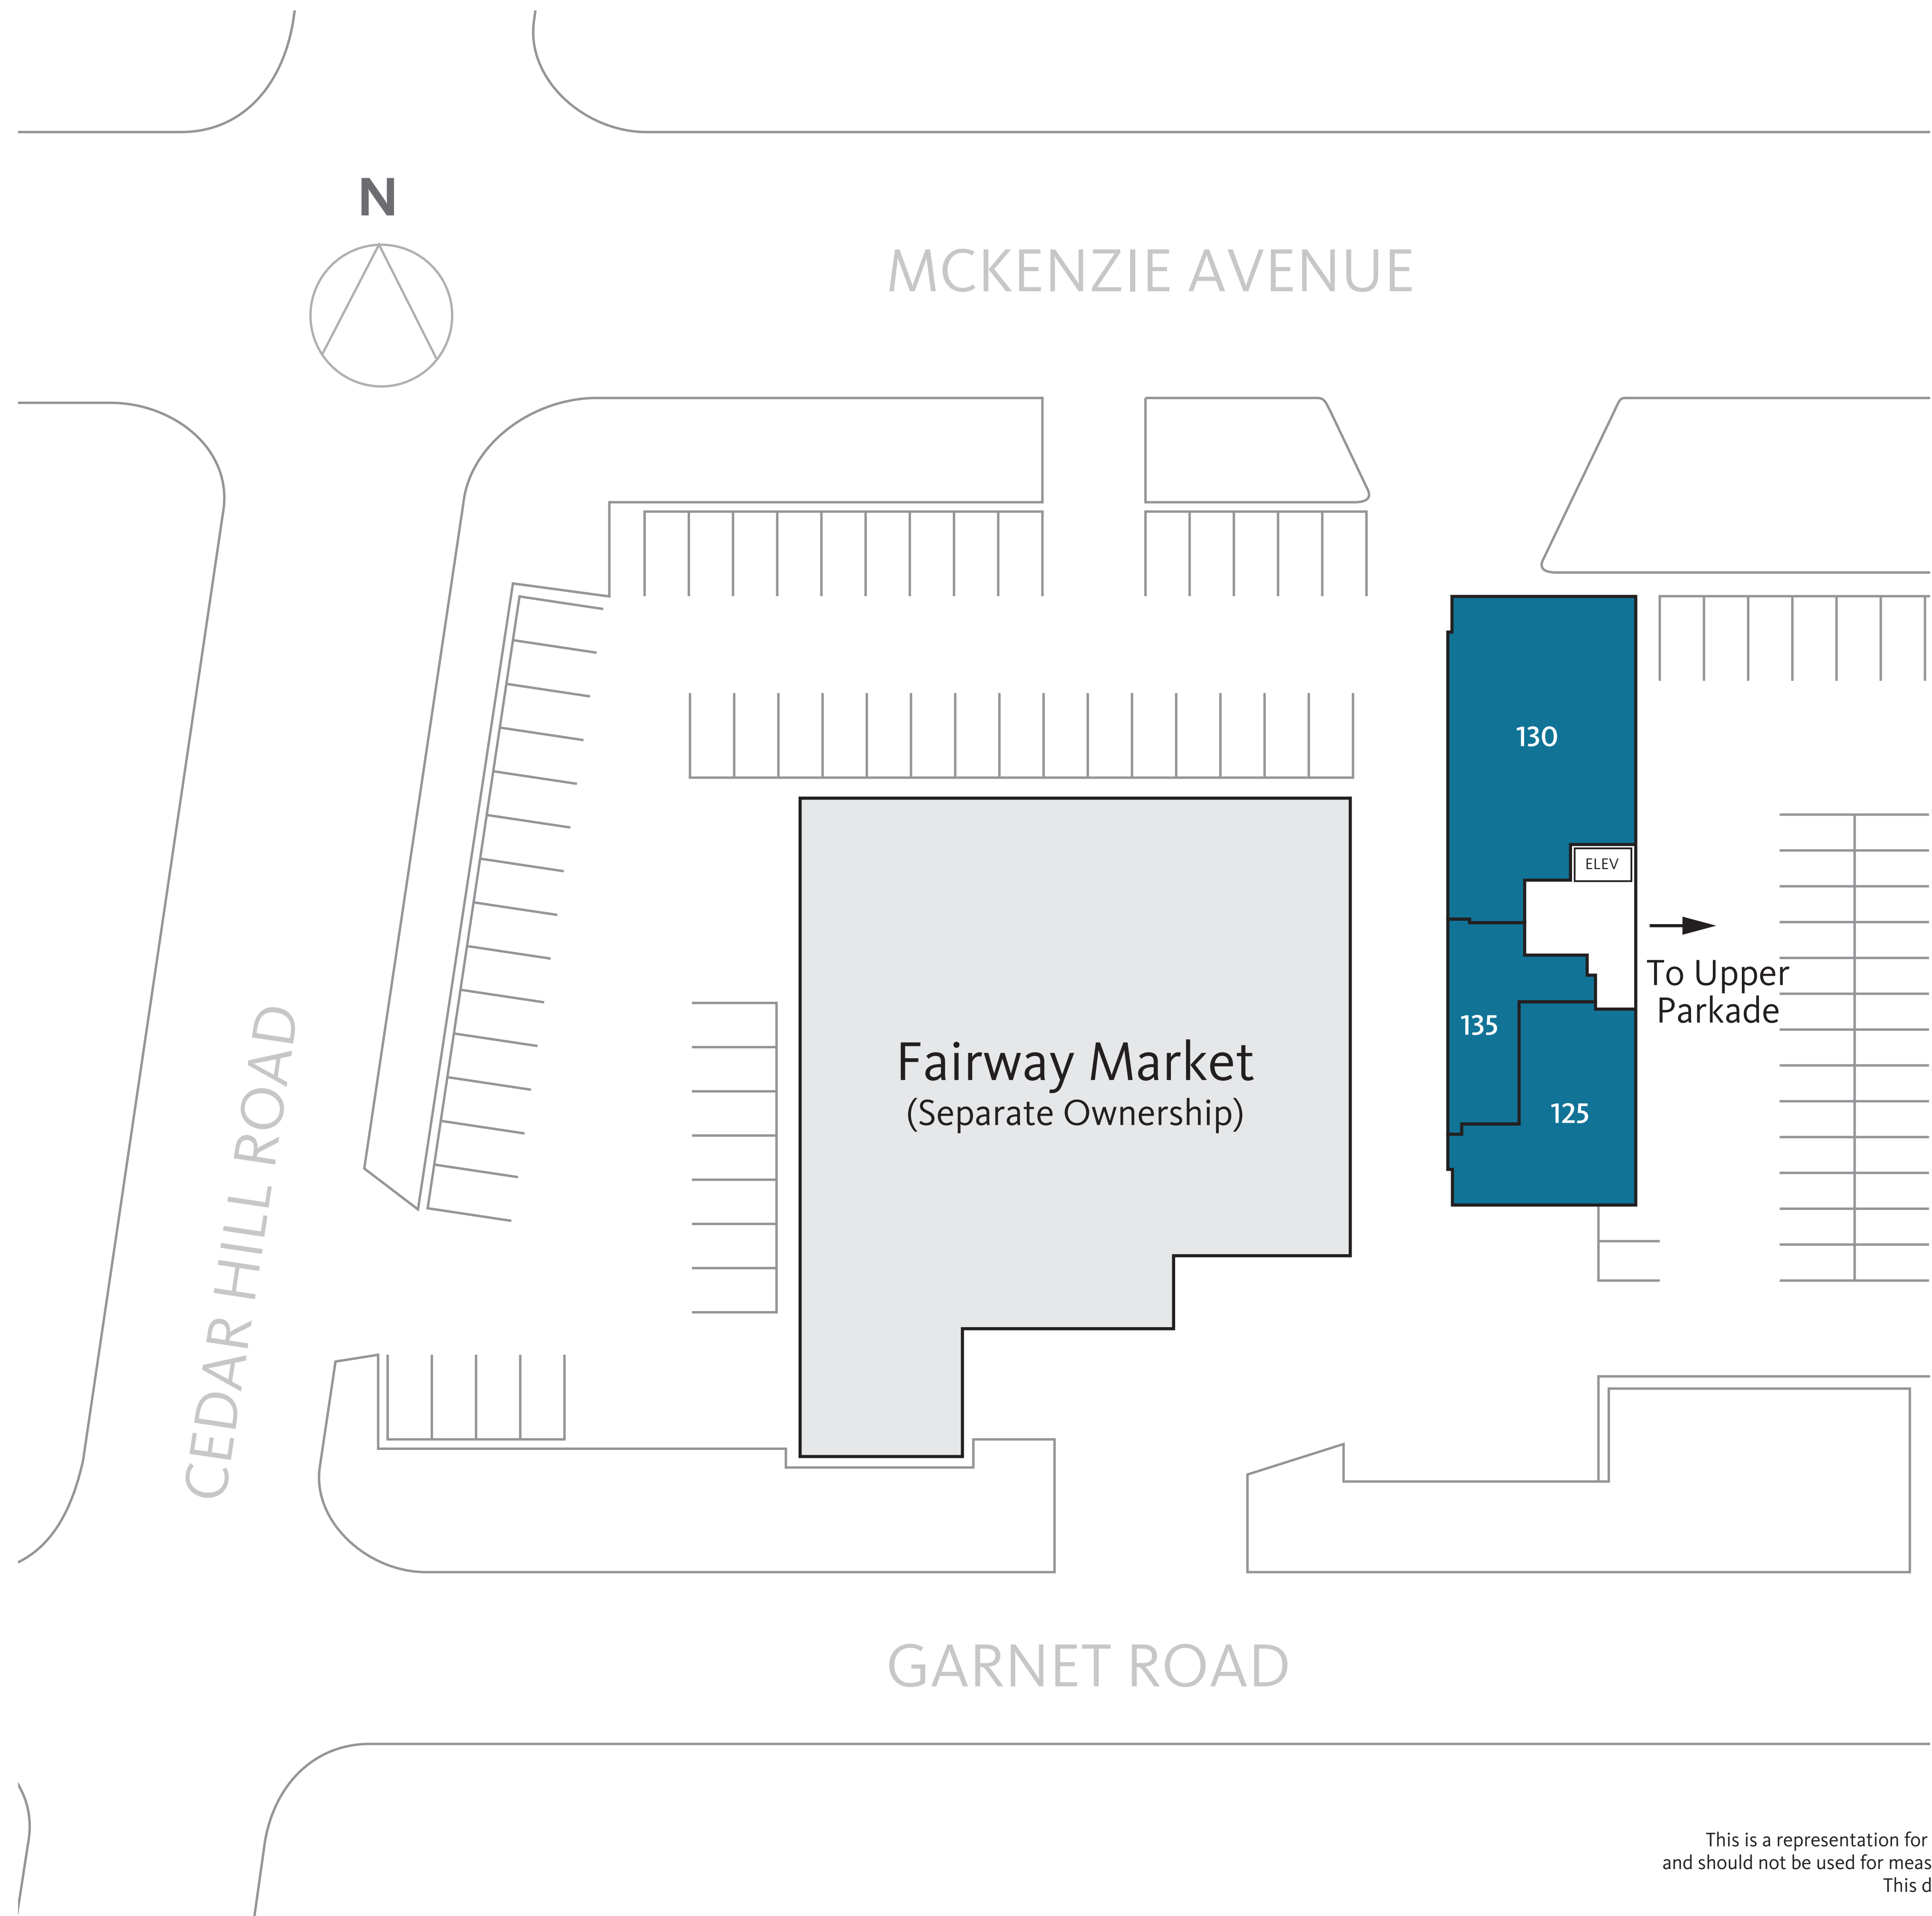 N
MCKENZIE AVENUE
130
ELEV
To Upper
Parkade
135
Fairway Market
(Separate Ownership)
125
CEDAR HILL ROAD
GARNET ROAD
This is a representation for
and should not be used for
This